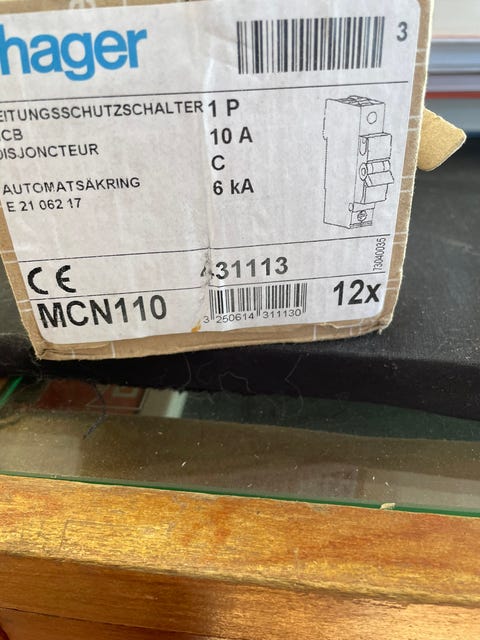 hager
3
EITUNGSSCHUTZSCHALTER 1 P
CB 10 A
DISJONCTEUR C
AUTOMATSÄKRING 6 kA
E 21 062 17
CE 431113
73040035
MCN110 12x
3 250614 311130